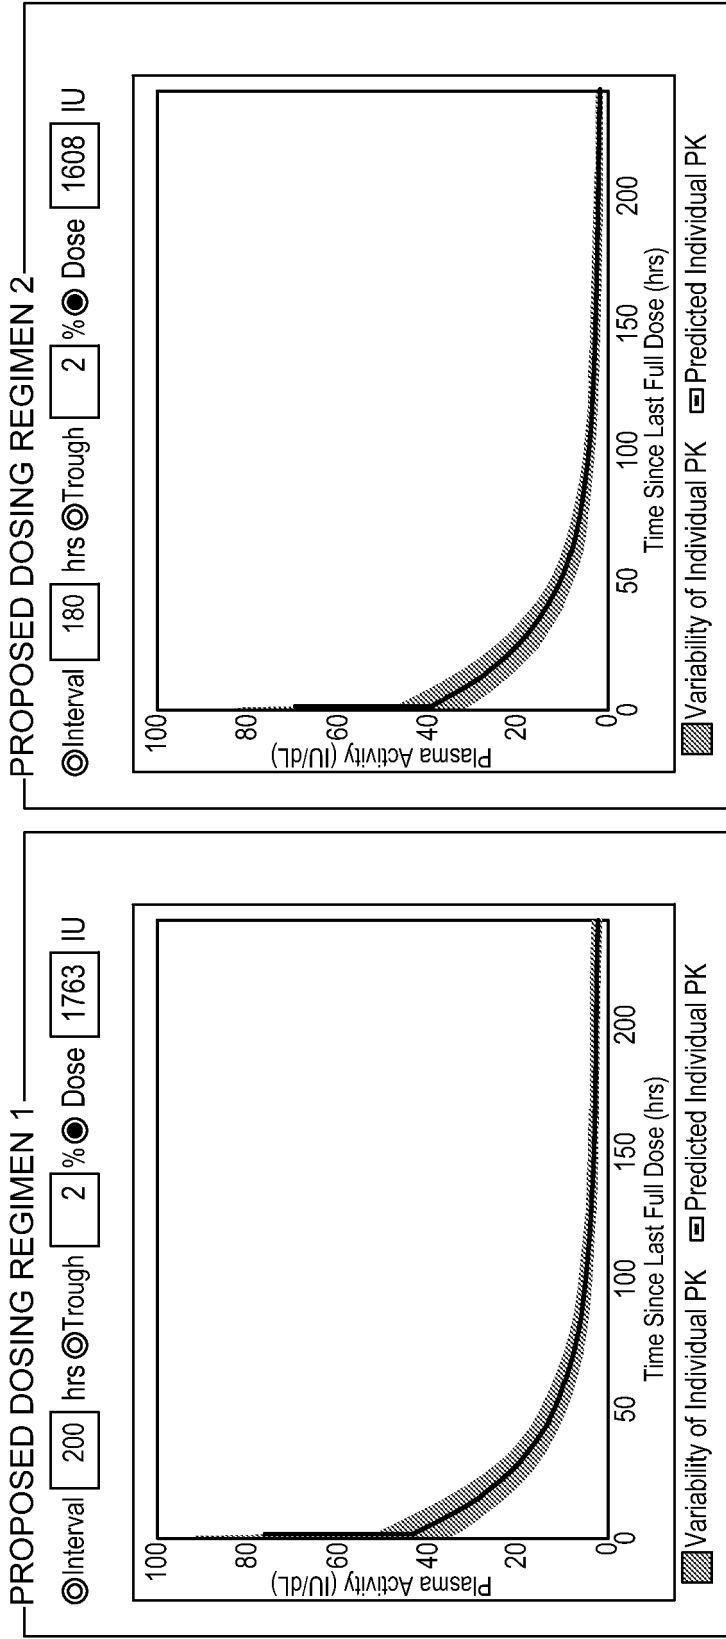 PROPOSED DOSING REGIMEN 1
Interval 200 hrs Trough 2 % Dose 1763 IU
100
80
60
40
20
0
Plasma Activity (IU/dL)
0 50 100 150 200
Time Since Last Full Dose (hrs)
Variability of Individual PK Predicted Individual PK
PROPOSED DOSING REGIMEN 2
Interval 180 hrs Trough 2 % Dose 1608 IU
100
80
60
40
20
0
Plasma Activity (IU/dL)
0 50 100 150 200
Time Since Last Full Dose (hrs)
Variability of Individual PK Predicted Individual PK